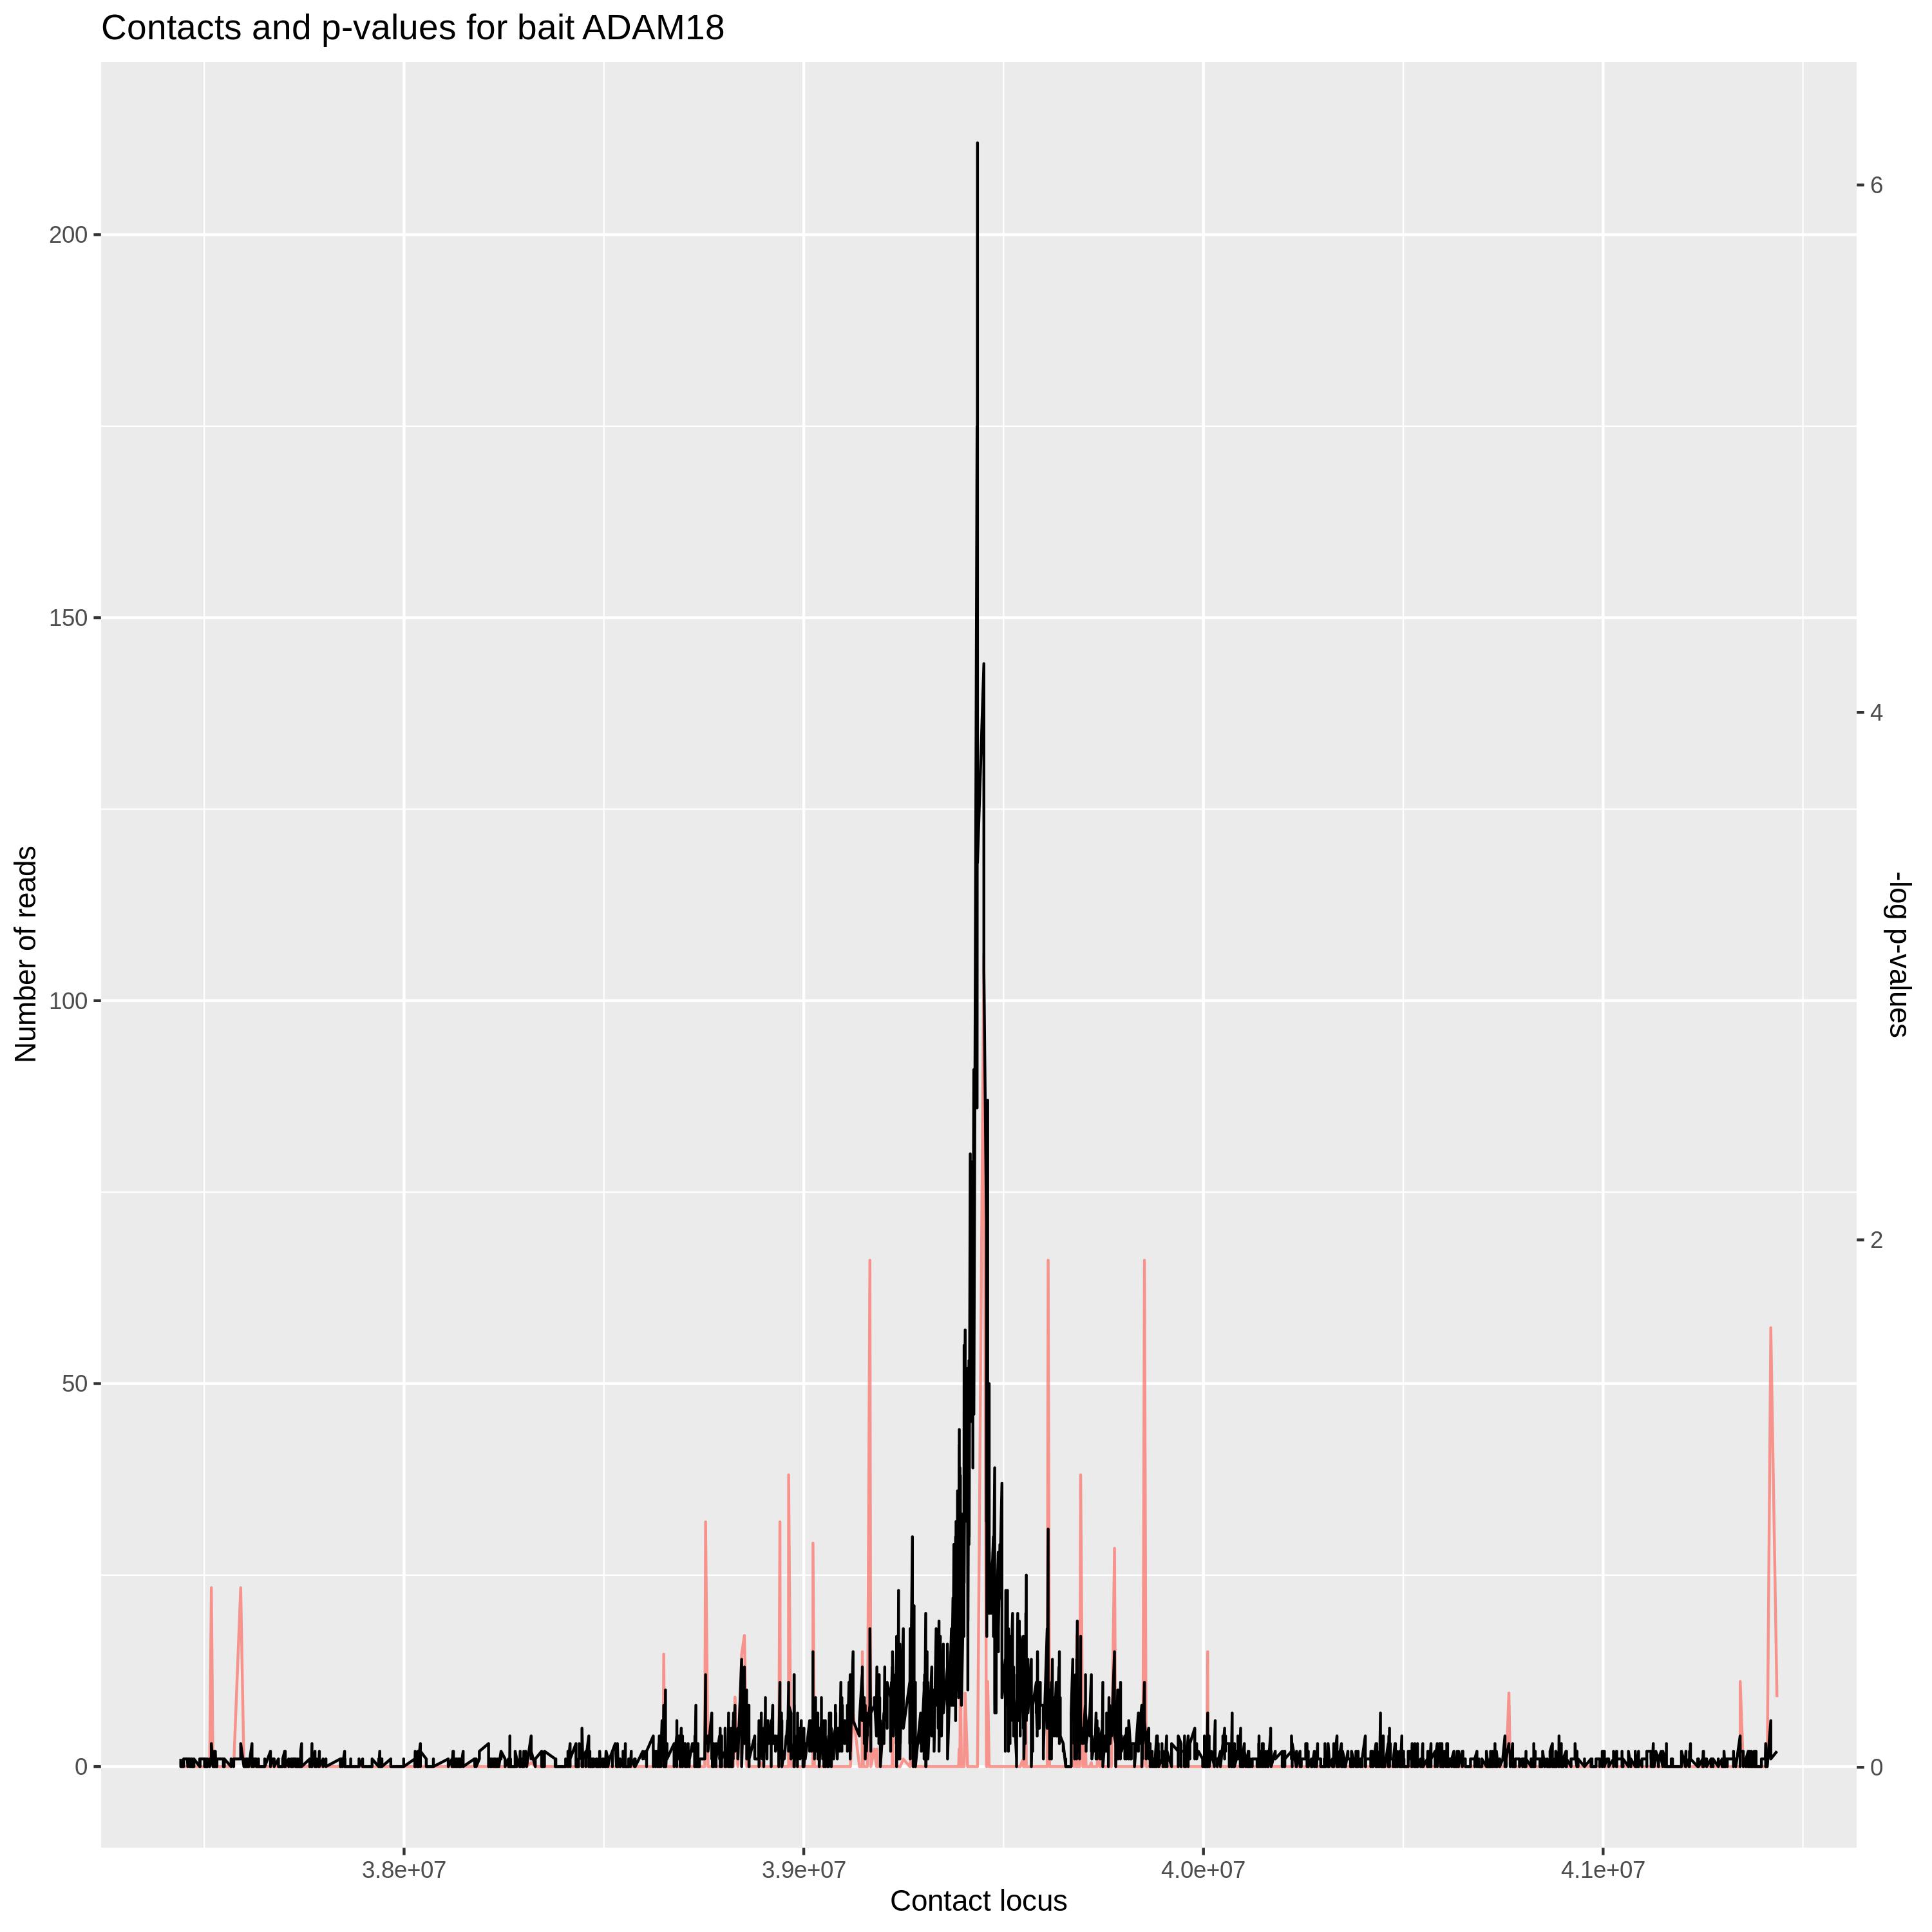 Contacts and p-values for bait ADAM18
200
150
100
50
0
Number of reads
6
4
2
0
-log p-values
3.8e+07
3.9e+07
4.0e+07
4.1e+07
Contact locus